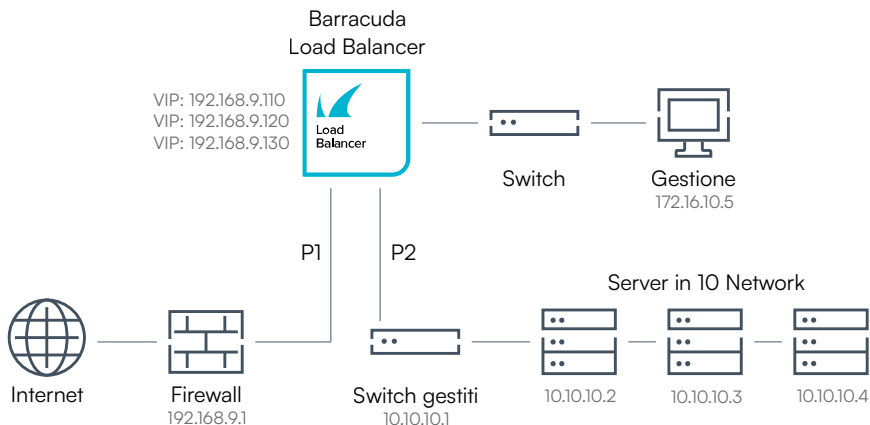 Barracuda
Load Balancer
VIP: 192.168.9.110
VIP: 192.168.9.120
VIP: 192.168.9.130
Load
Balancer
Switch
Gestione
172.16.10.5
P1
P2
Server in 10 Network
Internet
Firewall
192.168.9.1
Switch gestiti
10.10.10.1
10.10.10.2
10.10.10.3
10.10.10.4